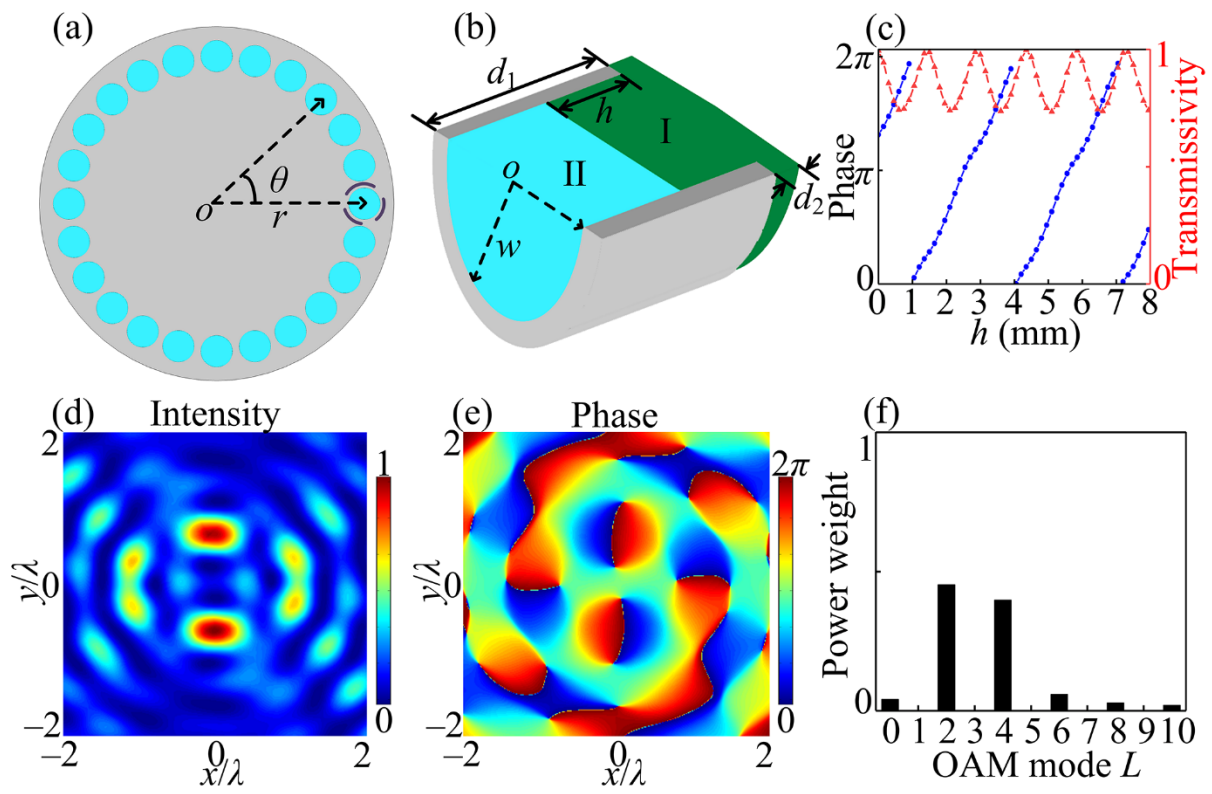 (a)
θ
o
r
(b)
d1
h
I
II
o
w
d2
(c)
2π
π
0
Phase
0 1 2 3 4 5 6 7 8
h (mm)
1
0
Transmissivity
(d)
Intensity
2
0
−2
y/λ
−2 0 2
x/λ
1
0
(e)
Phase
2
0
−2
y/λ
−2 0 2
x/λ
2π
0
(f)
1
0
Power weight
0 1 2 3 4 5 6 7 8 9 10
OAM mode L